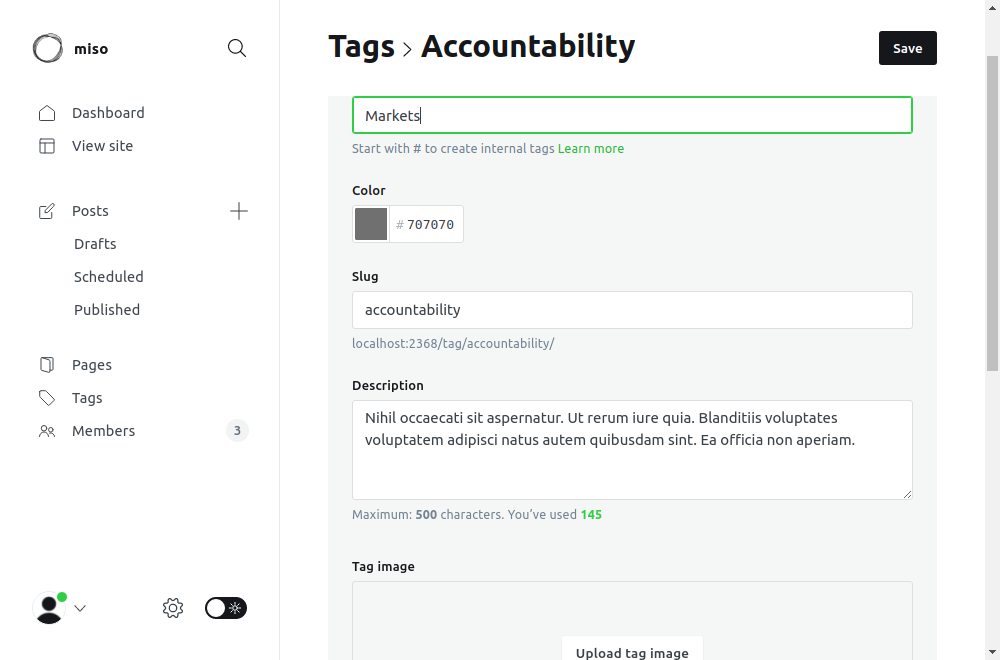 miso
Dashboard
View site
Posts
Drafts
Scheduled
Published
Pages
Tags
Members
3
Tags
Accountability
Save
Markets
Start with # to create internal tags Learn more
Color
# 707070
Slug
accountability
localhost:2368/tag/accountability/
Description
Nihil occaecati sit aspernatur. Ut rerum iure quia. Blanditiis voluptates
voluptatem adipisci natus autem quibusdam sint. Ea officia non aperiam.
Maximum: 500 characters. You’ve used 145
Tag image
Upload tag image